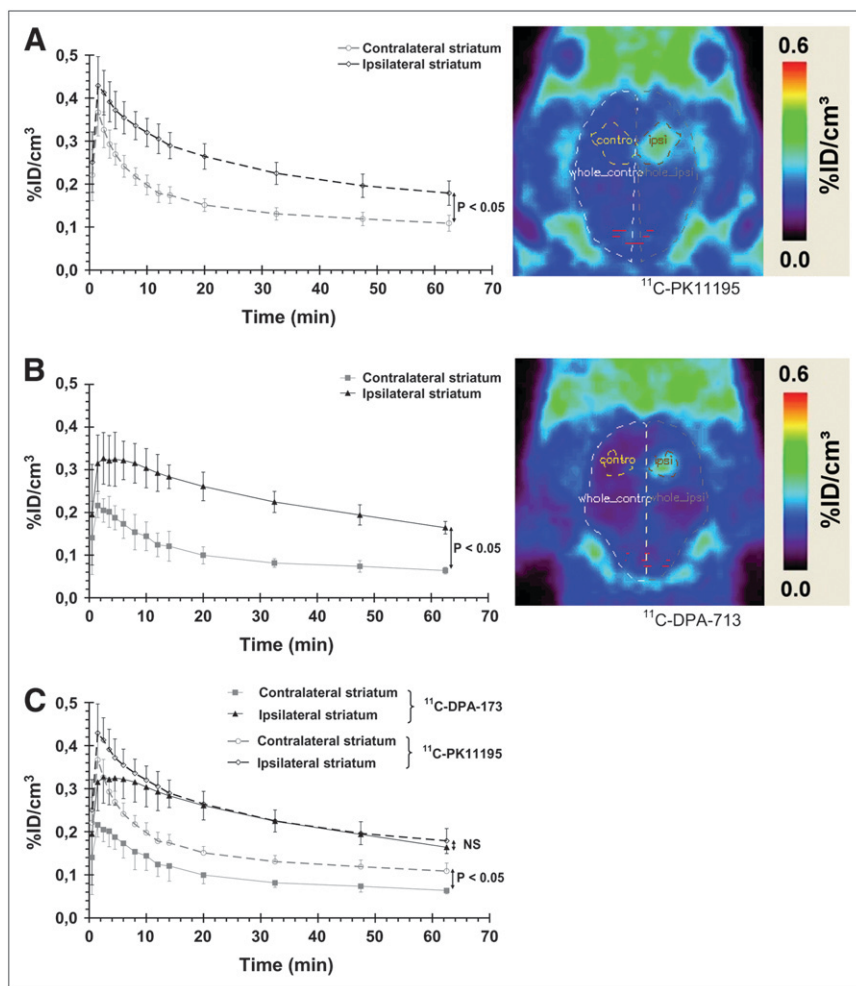 A
0,5
0,4
0,3
0,2
0,1
0,0
%ID/cm³
0 10 20 30 40 50 60 70
Time (min)
Contralateral striatum
Ipsilateral striatum
P < 0.05
contro
ipsi
whole_contro
whole_ipsi
0.6
%ID/cm³
0.0
¹¹C-PK11195
B
0,5
0,4
0,3
0,2
0,1
0,0
%ID/cm³
0 10 20 30 40 50 60 70
Time (min)
Contralateral striatum
Ipsilateral striatum
P < 0.05
contro
ipsi
whole_contro
whole_ipsi
0.6
%ID/cm³
0.0
¹¹C-DPA-713
C
0,5
0,4
0,3
0,2
0,1
0,0
%ID/cm³
0 10 20 30 40 50 60 70
Time (min)
Contralateral striatum
Ipsilateral striatum
¹¹C-DPA-173
Contralateral striatum
Ipsilateral striatum
¹¹C-PK11195
NS
P < 0.05